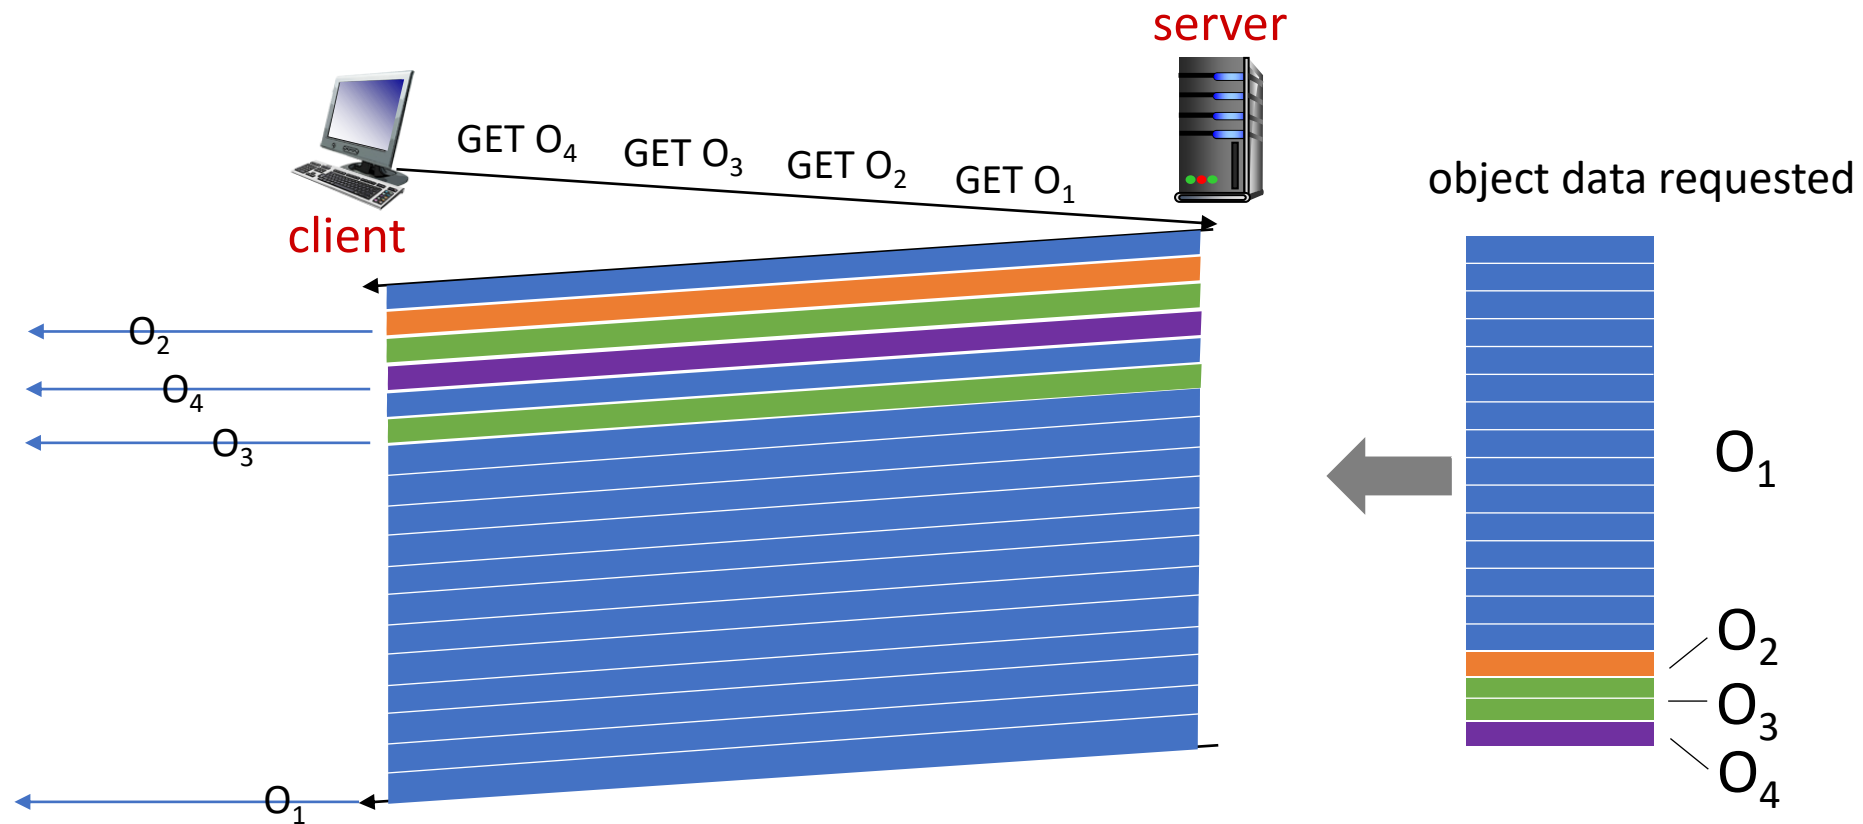 server
GET O₄
GET O₃
GET O₂
GET O₁
object data requested
client
O₂
O₄
O₃
O₁
O₂
O₃
O₄
O₁